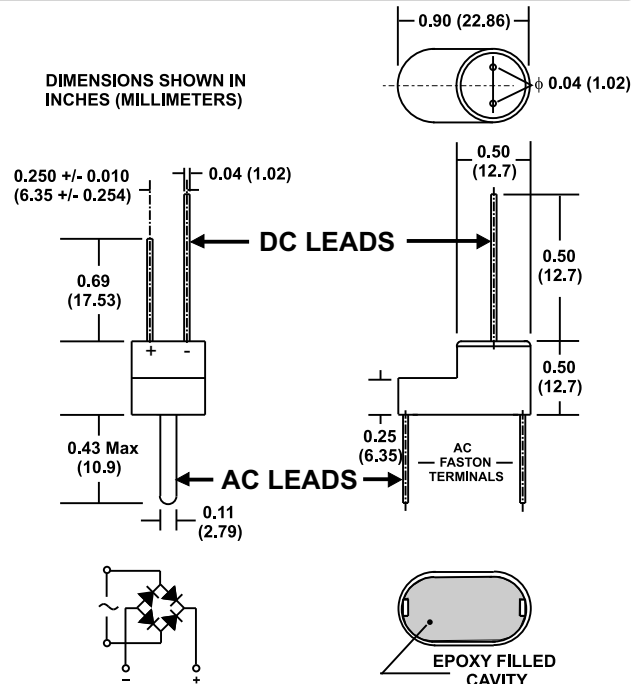 0.90 (22.86)
DIMENSIONS SHOWN IN
INCHES (MILLIMETERS)
ϕ 0.04 (1.02)
0.50
(12.7)
0.250 +/- 0.010
(6.35 +/- 0.254)
0.04 (1.02)
DC LEADS
0.69
(17.53)
0.50
(12.7)
+ -
0.50
(12.7)
0.43 Max
(10.9)
0.25
(6.35)
AC
FASTON
TERMINALS
AC LEADS
0.11
(2.79)
~
- +
EPOXY FILLED
CAVITY